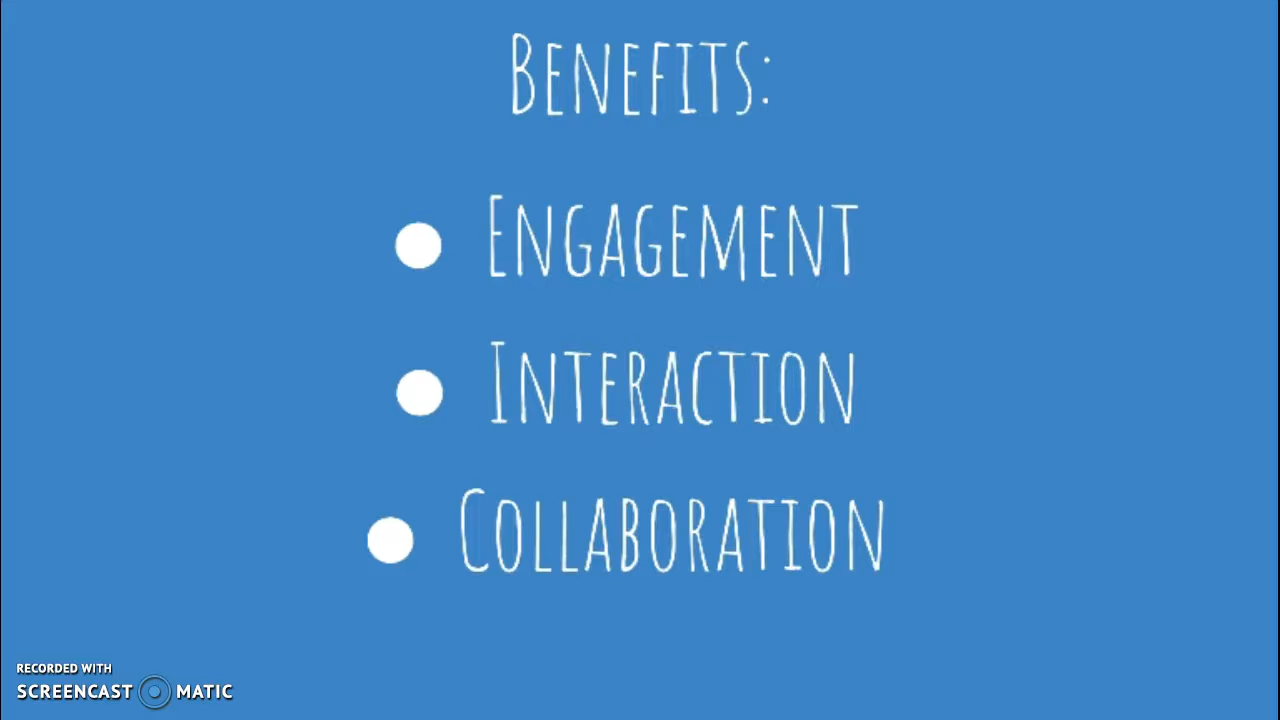 Benefits:
● Engagement
● Interaction
● Collaboration
RECORDED WITH
SCREENCAST MATIC